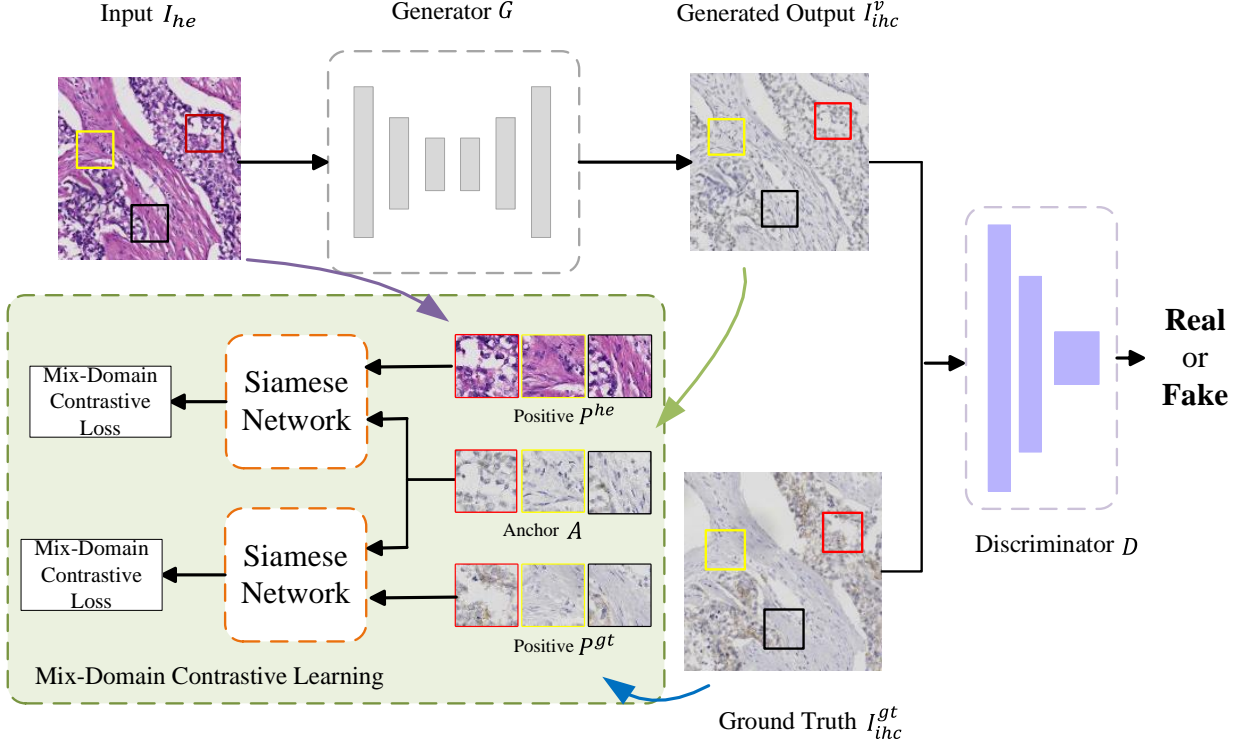 Input I_he
Generator G
Generated Output I^v_ihc
Siamese
Network
Mix-Domain
Contrastive
Loss
Positive P^he
Anchor A
Siamese
Network
Mix-Domain
Contrastive
Loss
Positive P^gt
Mix-Domain Contrastive Learning
Ground Truth I^gt_ihc
Real
or
Fake
Discriminator D